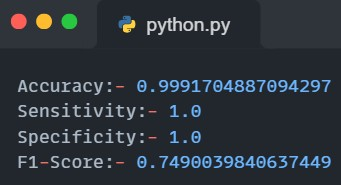 python.py
Accuracy:- 0.9991704887094297
Sensitivity:- 1.0
Specificity:- 1.0
F1-Score:- 0.7490039840637449